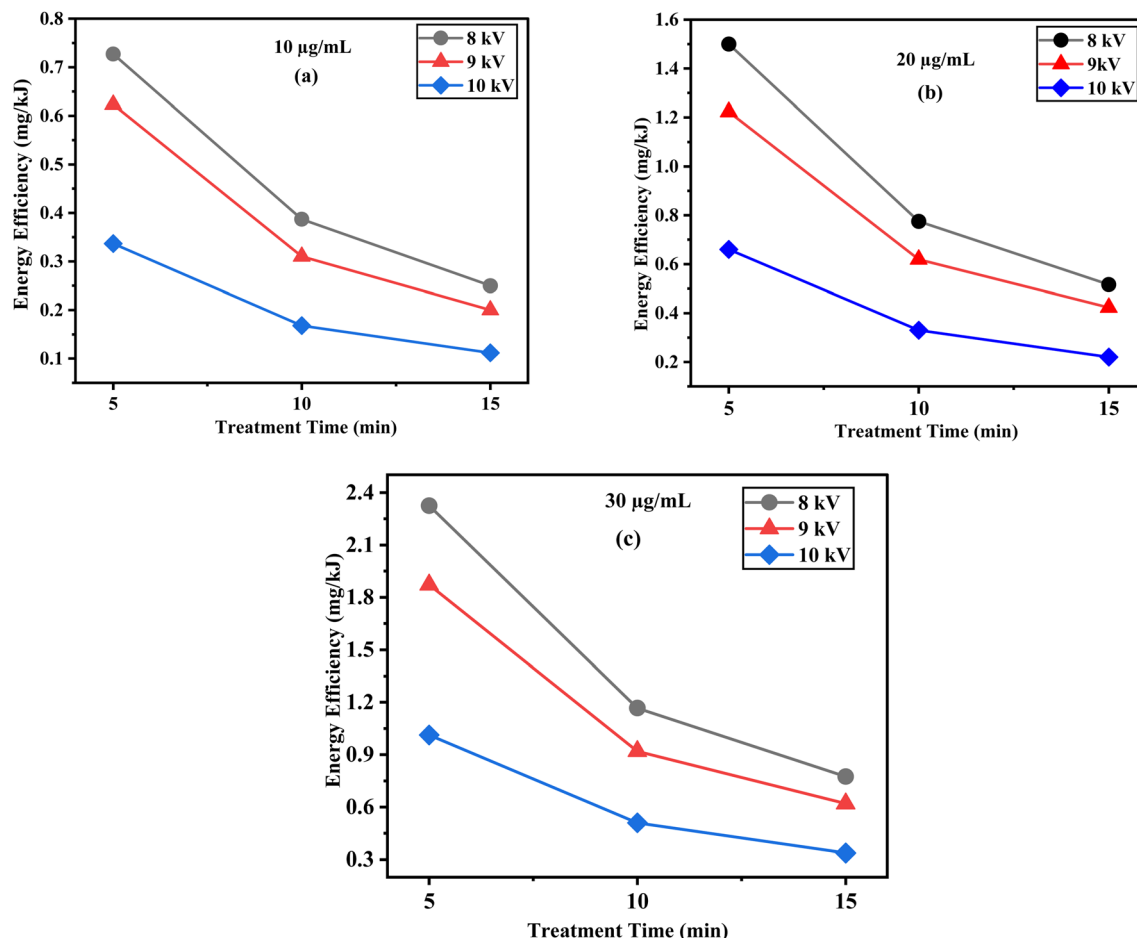 10 µg/mL
(a)
8 kV
9 kV
10 kV
Energy Efficiency (mg/kJ)
0.8
0.7
0.6
0.5
0.4
0.3
0.2
0.1
5
10
15
Treatment Time (min)
20 µg/mL
(b)
8 kV
9kV
10 kV
Energy Efficiency (mg/kJ)
1.6
1.4
1.2
1.0
0.8
0.6
0.4
0.2
5
10
15
Treatment Time (min)
30 µg/mL
(c)
8 kV
9 kV
10 kV
Energy Efficiency (mg/kJ)
2.4
2.1
1.8
1.5
1.2
0.9
0.6
0.3
5
10
15
Treatment Time (min)